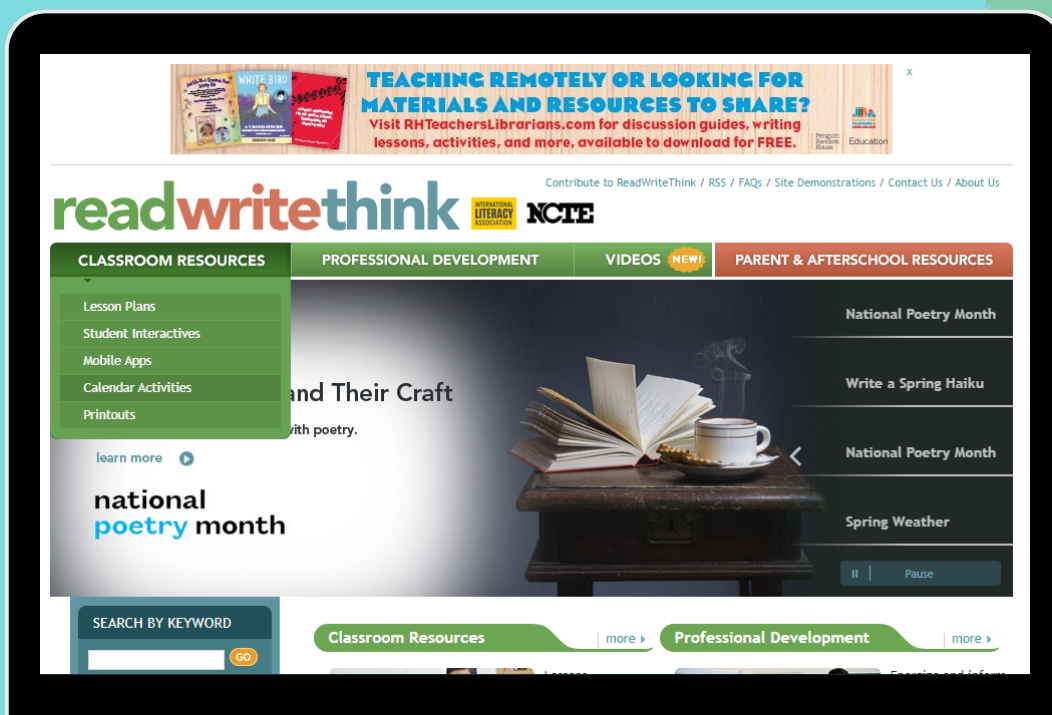 WHITE BIRD
TEACHING REMOTELY OR LOOKING FOR
MATERIALS AND RESOURCES TO SHARE?
Visit RHTeachersLibrarians.com for discussion guides, writing
lessons, activities, and more, available to download for FREE.
Penguin
Random
House
Education
x
Contribute to ReadWriteThink / RSS / FAQs / Site Demonstrations / Contact Us / About Us
readwritethink
INTERNATIONAL
LITERACY
ASSOCIATION
NCTE
CLASSROOM RESOURCES
PROFESSIONAL DEVELOPMENT
VIDEOS NEW!
PARENT & AFTERSCHOOL RESOURCES
Lesson Plans
Student Interactives
Mobile Apps
Calendar Activities
Printouts
and Their Craft
with poetry.
learn more
national
poetry month
National Poetry Month
Write a Spring Haiku
National Poetry Month
Spring Weather
Pause
SEARCH BY KEYWORD
GO
Classroom Resources
more
Professional Development
more